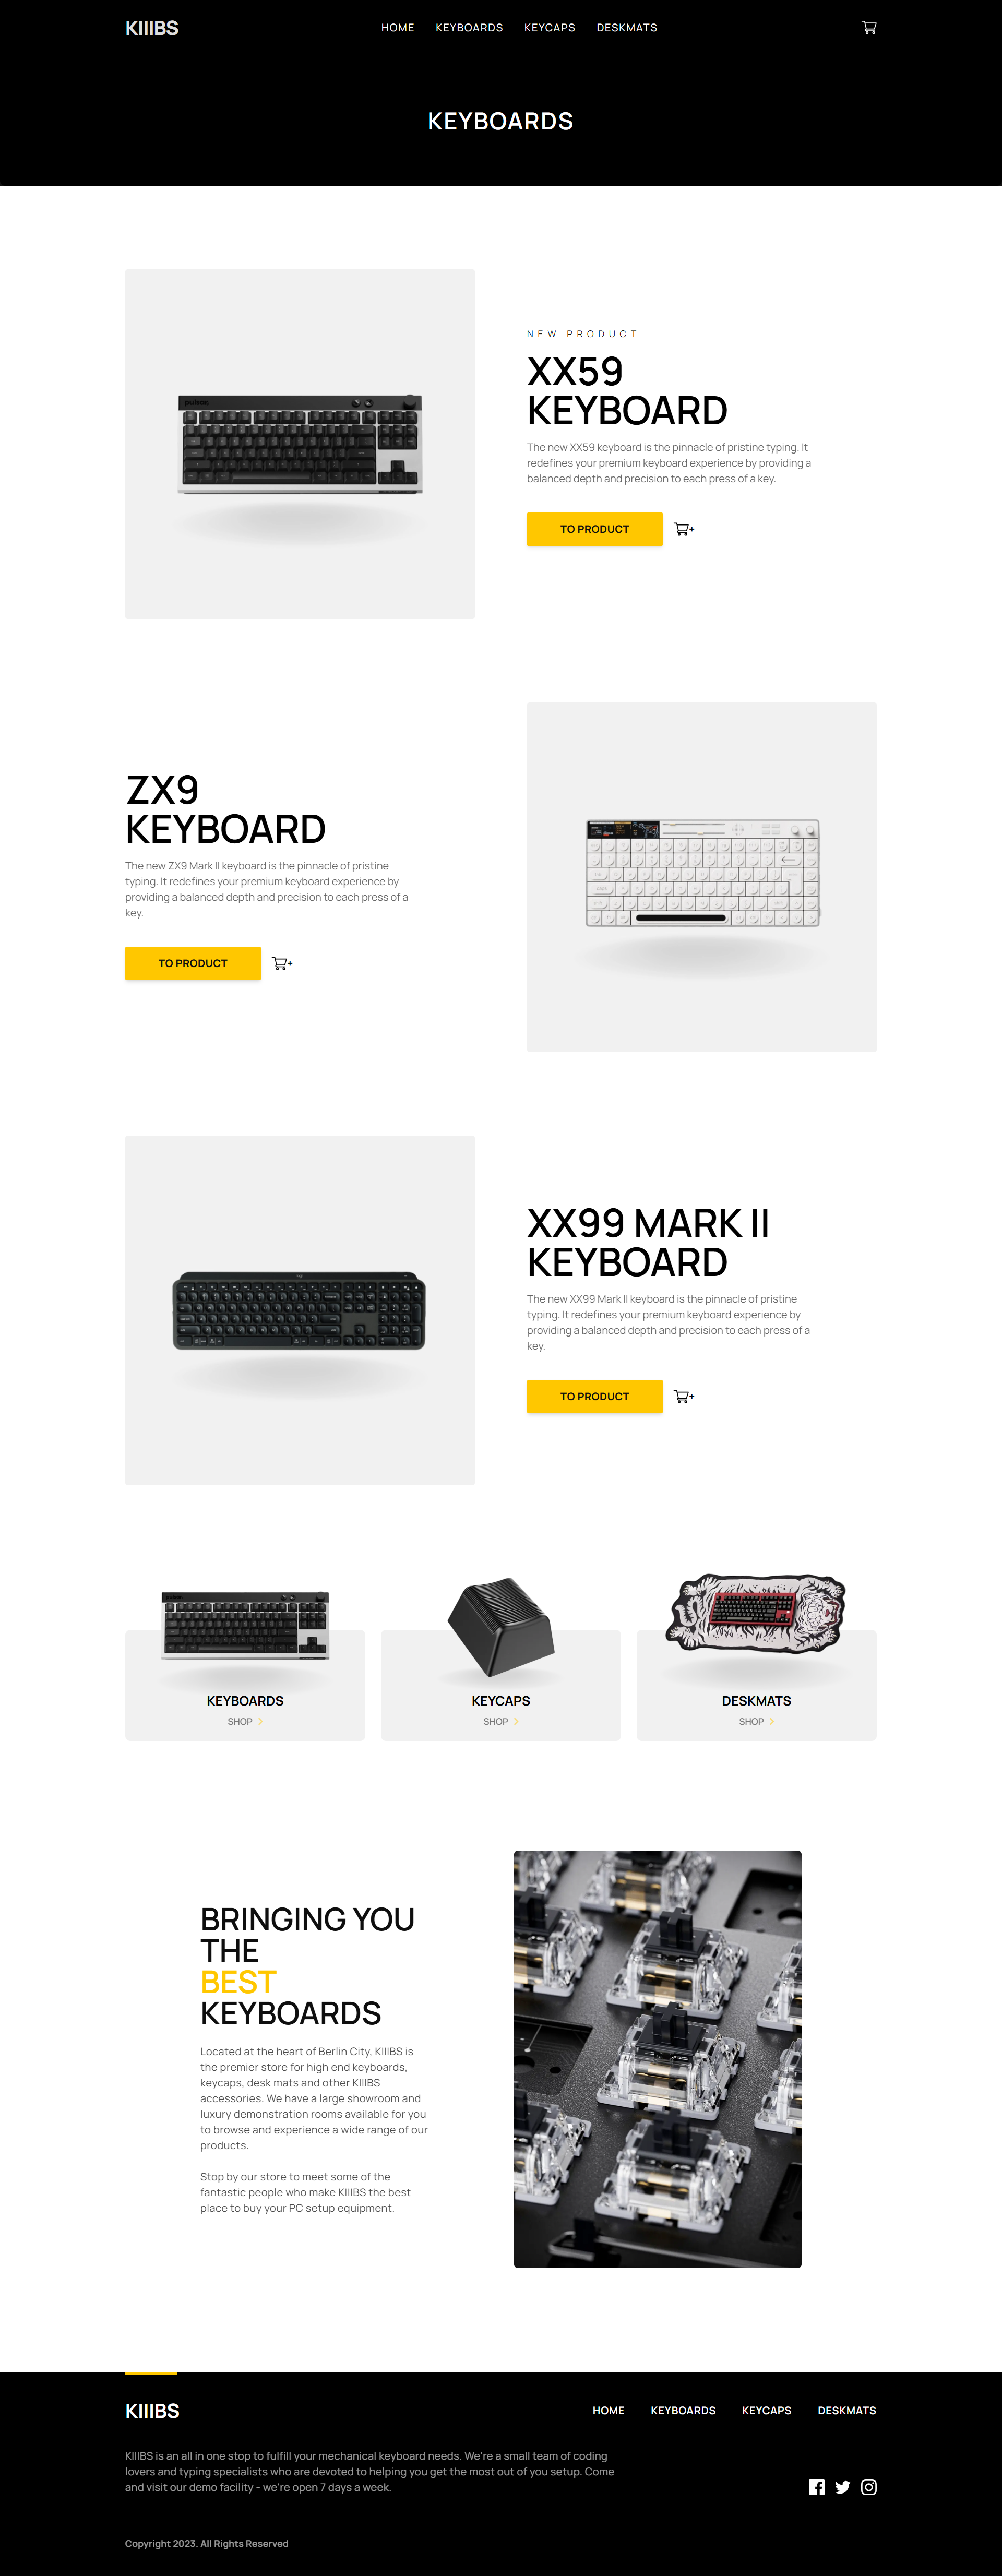 KIIIBS
HOME KEYBOARDS KEYCAPS DESKMATS
KEYBOARDS
NEW PRODUCT
XX59
KEYBOARD
The new XX59 keyboard is the pinnacle of pristine typing. It
redefines your premium keyboard experience by providing a
balanced depth and precision to each press of a key.
TO PRODUCT
+
ZX9
KEYBOARD
The new ZX9 Mark II keyboard is the pinnacle of pristine
typing. It redefines your premium keyboard experience by
providing a balanced depth and precision to each press of a
key.
TO PRODUCT
+
XX99 MARK II
KEYBOARD
The new XX99 Mark II keyboard is the pinnacle of pristine
typing. It redefines your premium keyboard experience by
providing a balanced depth and precision to each press of a
key.
TO PRODUCT
+
KEYBOARDS
SHOP
KEYCAPS
SHOP
DESKMATS
SHOP
BRINGING YOU
THE
BEST
KEYBOARDS
Located at the heart of Berlin City, KIIIBS is
the premier store for high end keyboards,
keycaps, desk mats and other KIIIBS
accessories. We have a large showroom and
luxury demonstration rooms available for you
to browse and experience a wide range of our
products.
Stop by our store to meet some of the
fantastic people who make KIIIBS the best
place to buy your PC setup equipment.
KIIIBS
HOME KEYBOARDS KEYCAPS DESKMATS
KIIIBS is an all in one stop to fulfill your mechanical keyboard needs. We're a small team of coding
lovers and typing specialists who are devoted to helping you get the most out of you setup. Come
and visit our demo facility - we're open 7 days a week.
Copyright 2023. All Rights Reserved